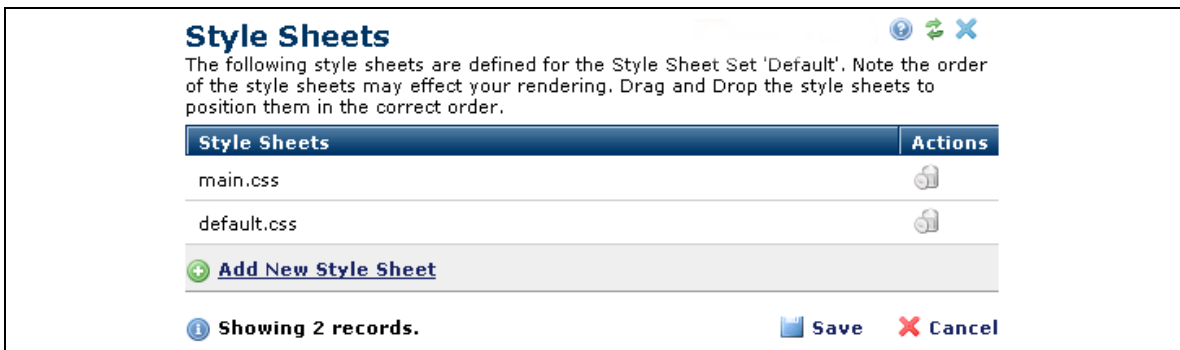 Style Sheets
The following style sheets are defined for the Style Sheet Set 'Default'. Note the order
of the style sheets may effect your rendering. Drag and Drop the style sheets to
position them in the correct order.
Style Sheets Actions
main.css
default.css
Add New Style Sheet
Showing 2 records. Save Cancel